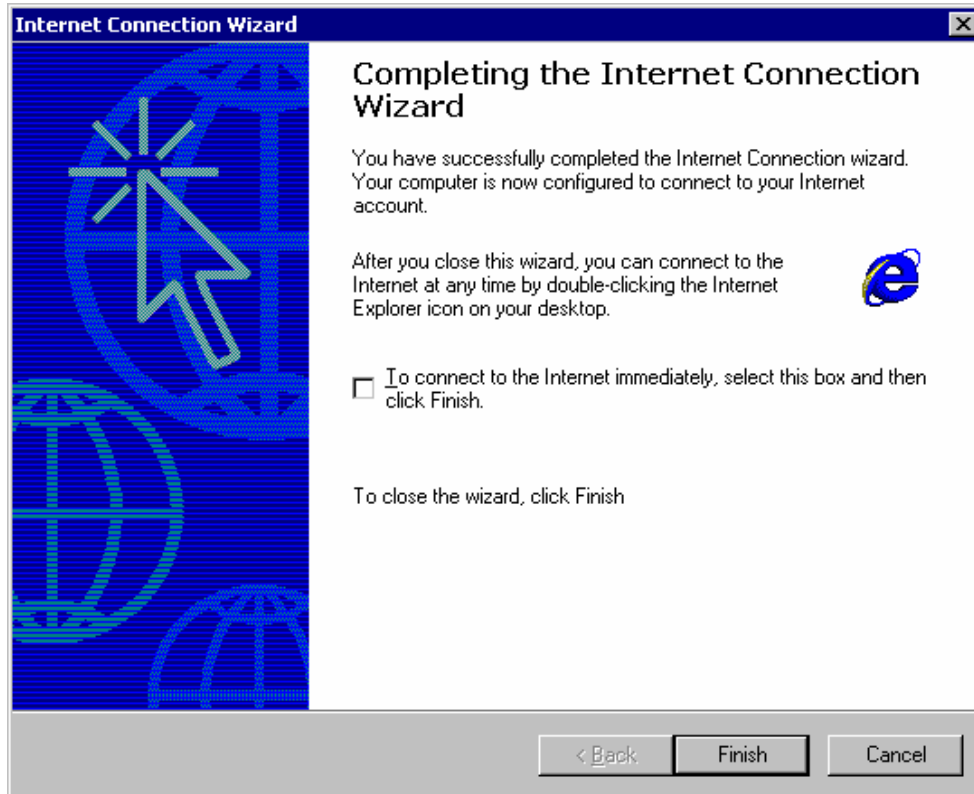 Internet Connection Wizard
Completing the Internet Connection
Wizard
You have successfully completed the Internet Connection wizard.
Your computer is now configured to connect to your Internet
account.
After you close this wizard, you can connect to the
Internet at any time by double-clicking the Internet
Explorer icon on your desktop.
To connect to the Internet immediately, select this box and then
click Finish.
To close the wizard, click Finish
< Back
Finish
Cancel